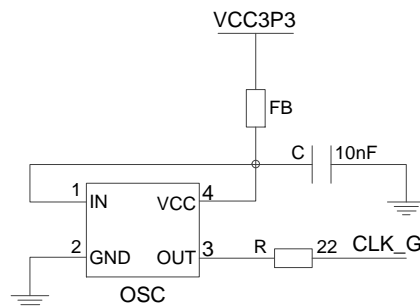 VCC3P3
FB
C 10nF
1 IN VCC 4
2 GND OUT 3 R 22 CLK_G
OSC